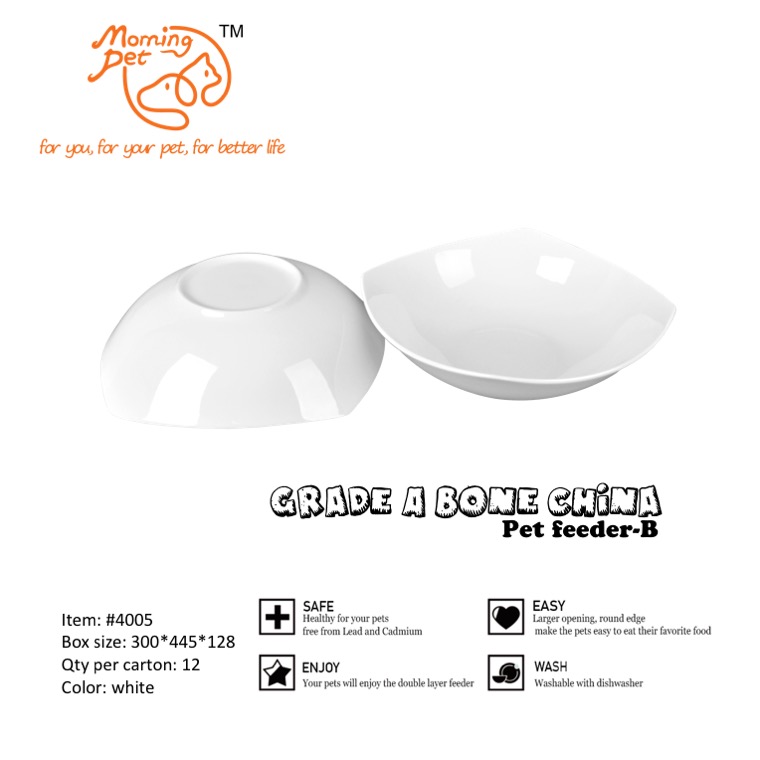 Morning
Pet
TM
for you, for your pet, for better life
GRADE A BONE CHiNA
Pet feeder-B
Item: #4005
Box size: 300*445*128
Qty per carton: 12
Color: white
SAFE
Healthy for your pets
free from Lead and Cadmium
ENJOY
Your pets will enjoy the double layer feeder
EASY
Larger opening, round edge
make the pets easy to eat their favorite food
WASH
Washable with dishwasher